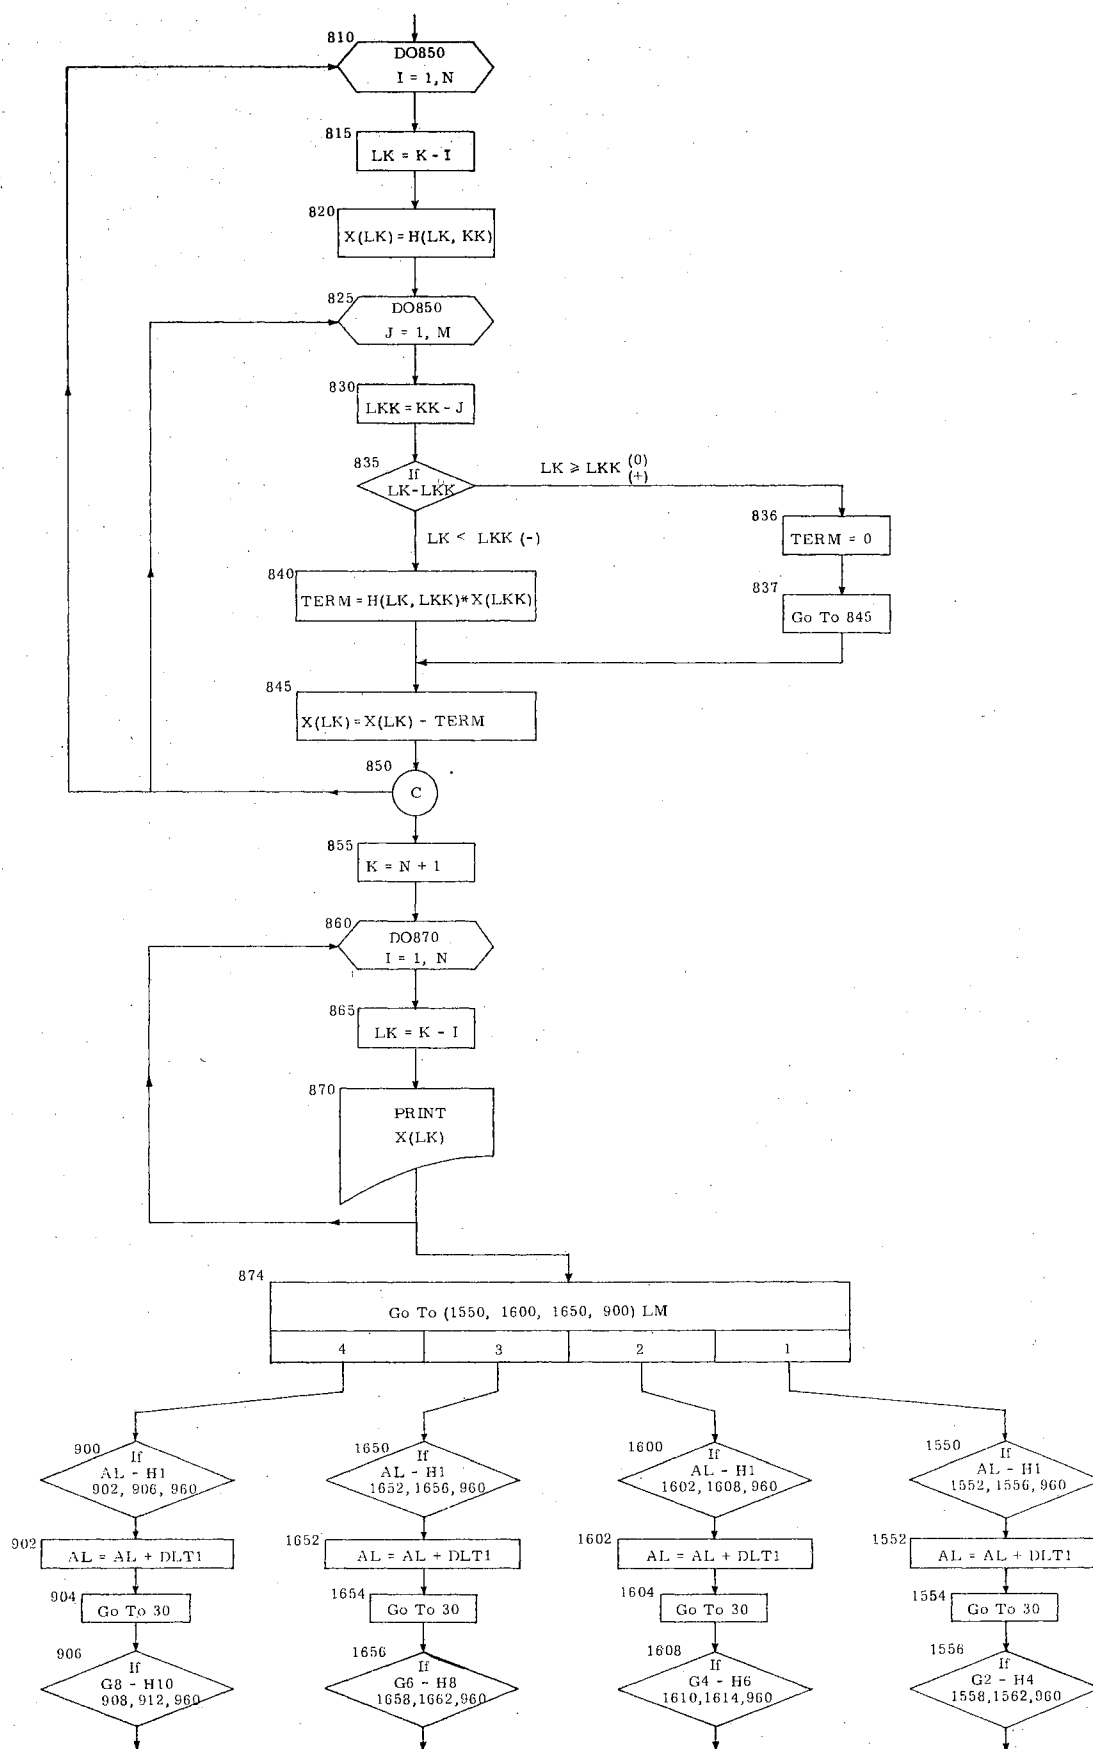 810
DO850
I = 1, N
815
LK = K - I
820
X(LK) = H(LK, KK)
825
DO850
J = 1, M
830
LKK = KK - J
835
If
LK-LKK
LK ⩾ LKK (0)
(+)
LK < LKK (-)
836
TERM = 0
837
Go To 845
840
TERM = H(LK, LKK)* X(LKK)
845
X(LK) = X(LK) - TERM
850
C
855
K = N + 1
860
DO870
I = 1, N
865
LK = K - I
870
PRINT
X(LK)
874
Go To (1550, 1600, 1650, 900) LM
4 3 2 1
900
If
AL - H1
902, 906, 960
1650
If
AL - H1
1652, 1656, 960
1600
If
AL - H1
1602, 1608, 960
1550
If
AL - H1
1552, 1556, 960
902
AL = AL + DLT1
1652
AL = AL + DLT1
1602
AL = AL + DLT1
1552
AL = AL + DLT1
904
Go To 30
1654
Go To 30
1604
Go To 30
1554
Go To 30
906
If
G8 - H10
908, 912, 960
1656
If
G6 - H8
1658, 1662, 960
1608
If
G4 - H6
1610, 1614, 960
1556
If
G2 - H4
1558, 1562, 960